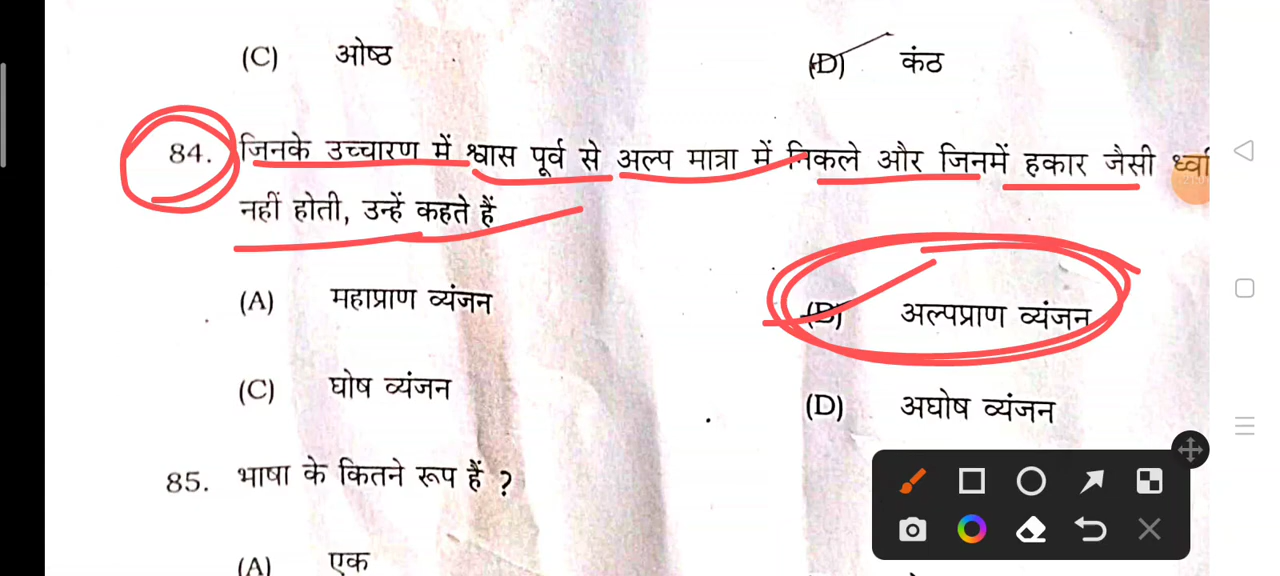 (C) ओष्ठ (D) कंठ
84. जिनके उच्चारण में श्वास पूर्व से अल्प मात्रा में निकले और जिनमें हकार जैसी
नहीं होती, उन्हें कहते हैं
(A) महाप्राण व्यंजन (B) अल्पप्राण व्यंजन
(C) घोष व्यंजन (D) अघोष व्यंजन
85. भाषा के कितने रूप हैं ?
(A) एक